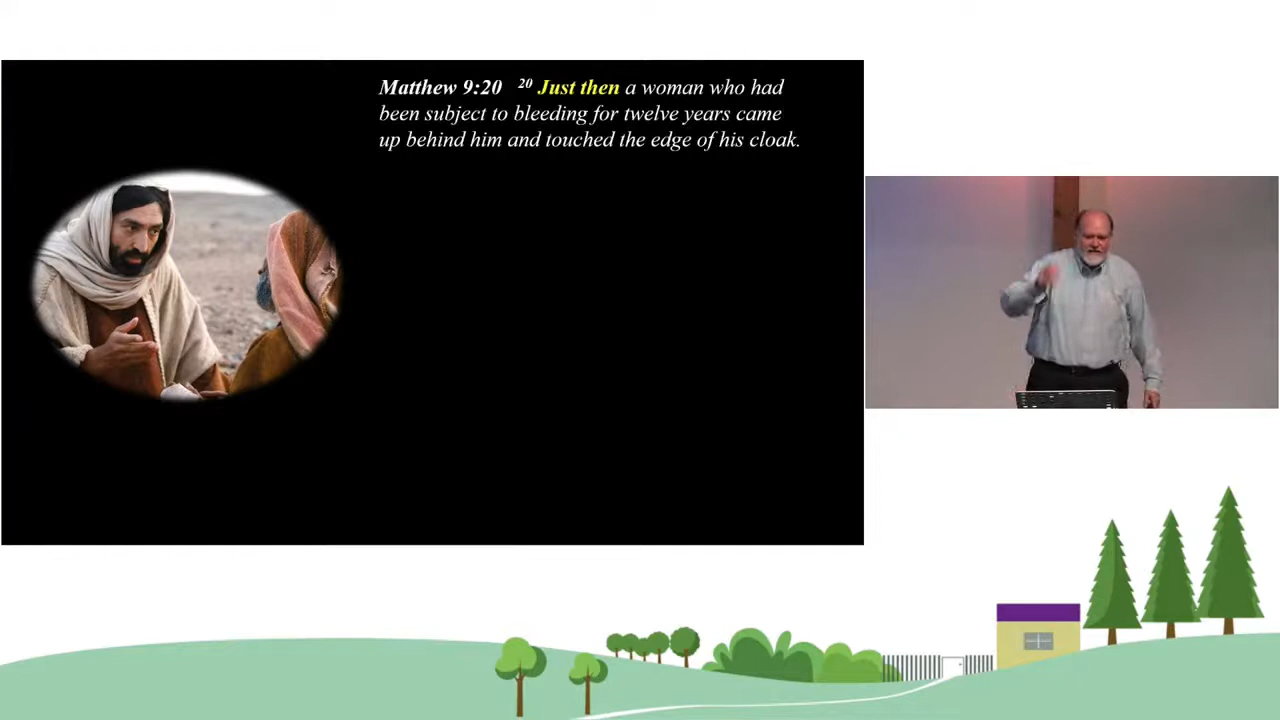 Matthew 9:20 20 Just then a woman who had
been subject to bleeding for twelve years came
up behind him and touched the edge of his cloak.